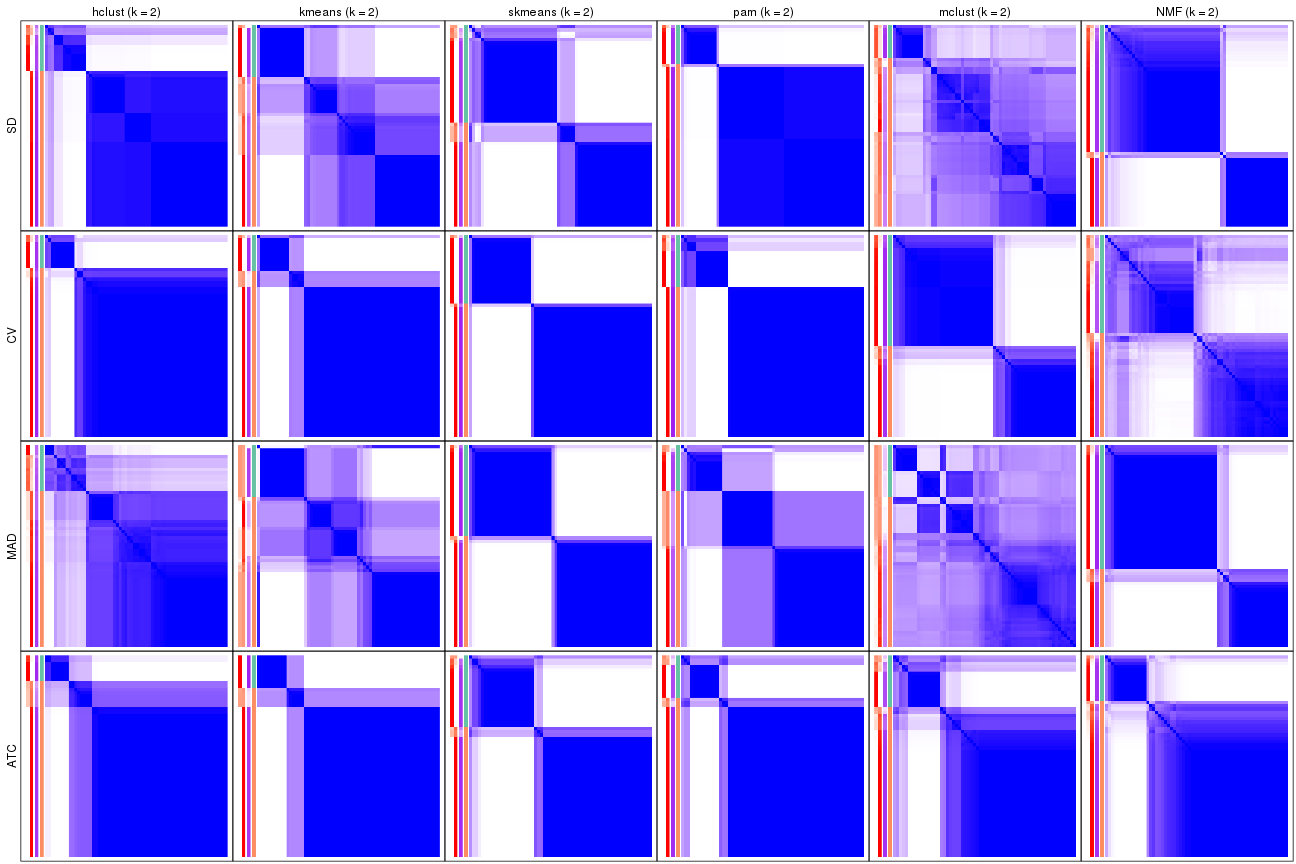 hclust (k = 2) kmeans (k = 2) skmeans (k = 2) pam (k = 2) mclust (k = 2) NMF (k = 2)
SD
CV
MAD
ATC